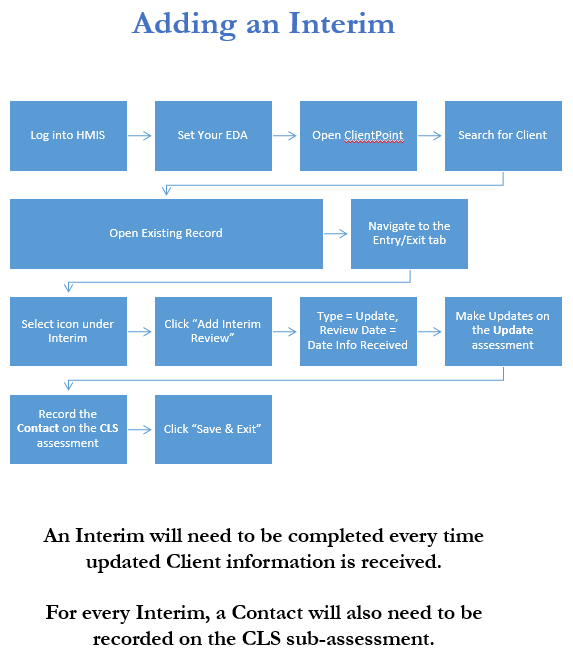 Adding an Interim
Log into HMIS
Set Your EDA
Open ClientPoint
Search for Client
Open Existing Record
Navigate to the
Entry/Exit tab
Select icon under
Interim
Click “Add Interim
Review”
Type = Update,
Review Date =
Date Info Received
Make Updates on
the Update
assessment
Record the
Contact on the CLS
assessment
Click “Save & Exit”
An Interim will need to be completed every time
updated Client information is received.
For every Interim, a Contact will also need to be
recorded on the CLS sub-assessment.